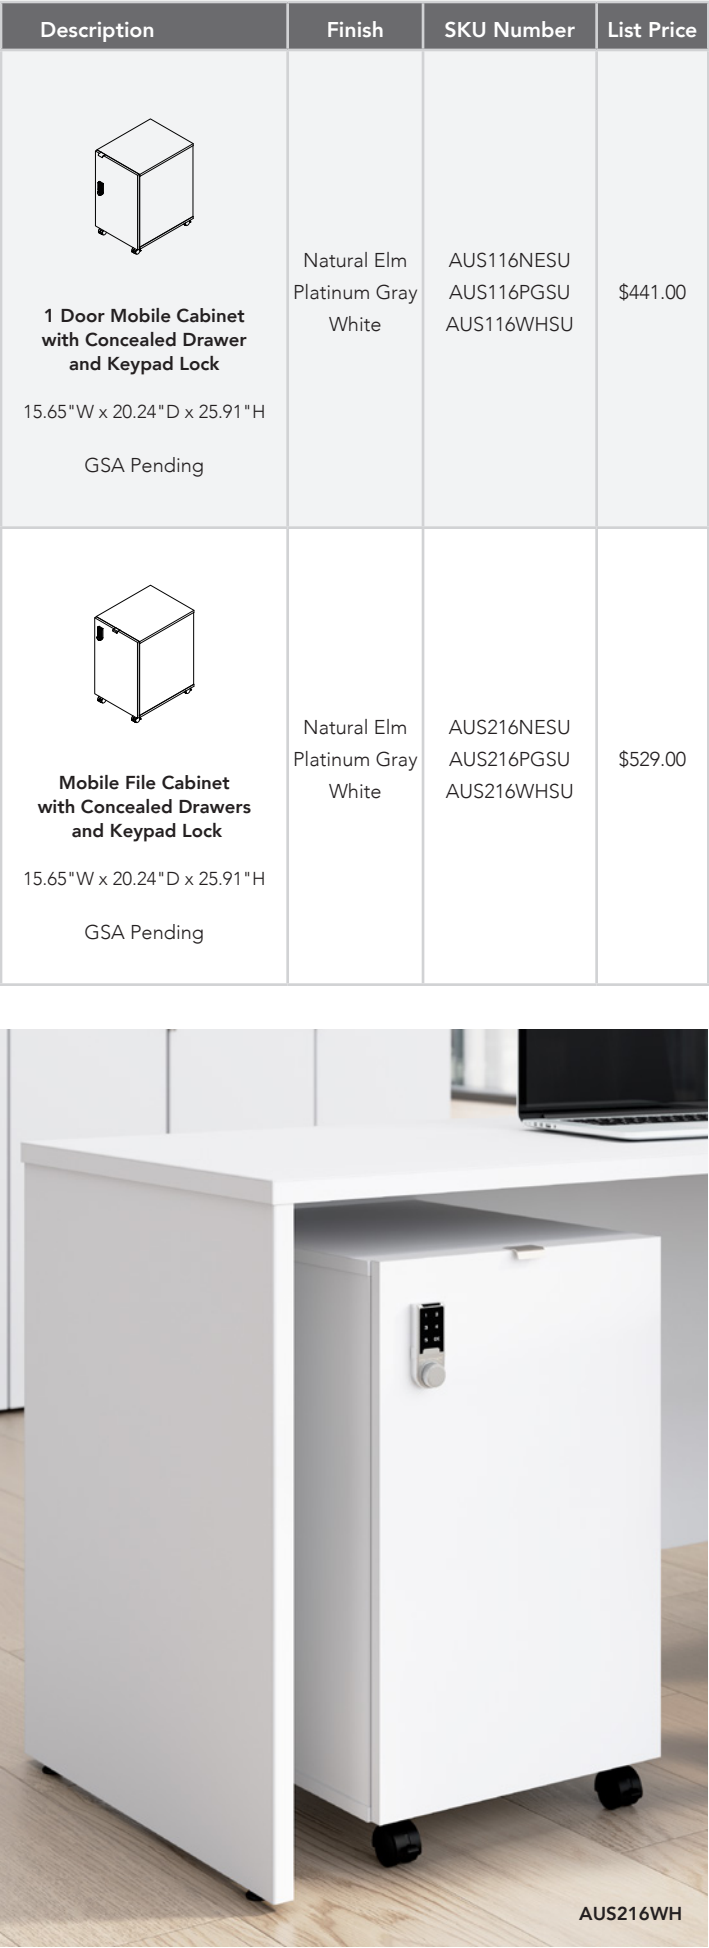 Description Finish SKU Number List Price
1 Door Mobile Cabinet
with Concealed Drawer
and Keypad Lock
15.65"W x 20.24"D x 25.91"H
GSA Pending
Natural Elm AUS116NESU
Platinum Gray AUS116PGSU $441.00
White AUS116WHSU
Mobile File Cabinet
with Concealed Drawers
and Keypad Lock
15.65"W x 20.24"D x 25.91"H
GSA Pending
Natural Elm AUS216NESU
Platinum Gray AUS216PGSU $529.00
White AUS216WHSU
AUS216WH